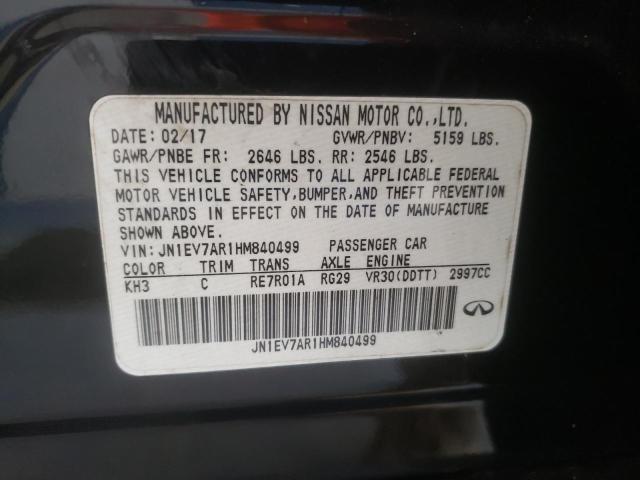 MANUFACTURED BY NISSAN MOTOR CO.,LTD.
DATE: 02/17 GVWR/PNBV: 5159 LBS.
GAWR/PNBE FR: 2646 LBS. RR: 2546 LBS.
THIS VEHICLE CONFORMS TO ALL APPLICABLE FEDERAL
MOTOR VEHICLE SAFETY,BUMPER,AND THEFT PREVENTION
STANDARDS IN EFFECT ON THE DATE OF MANUFACTURE
SHOWN ABOVE.
VIN: JN1EV7AR1HM840499 PASSENGER CAR
COLOR TRIM TRANS AXLE ENGINE
KH3 C RE7R01A RG29 VR30(DDTT) 2997CC
JN1EV7AR1HM840499